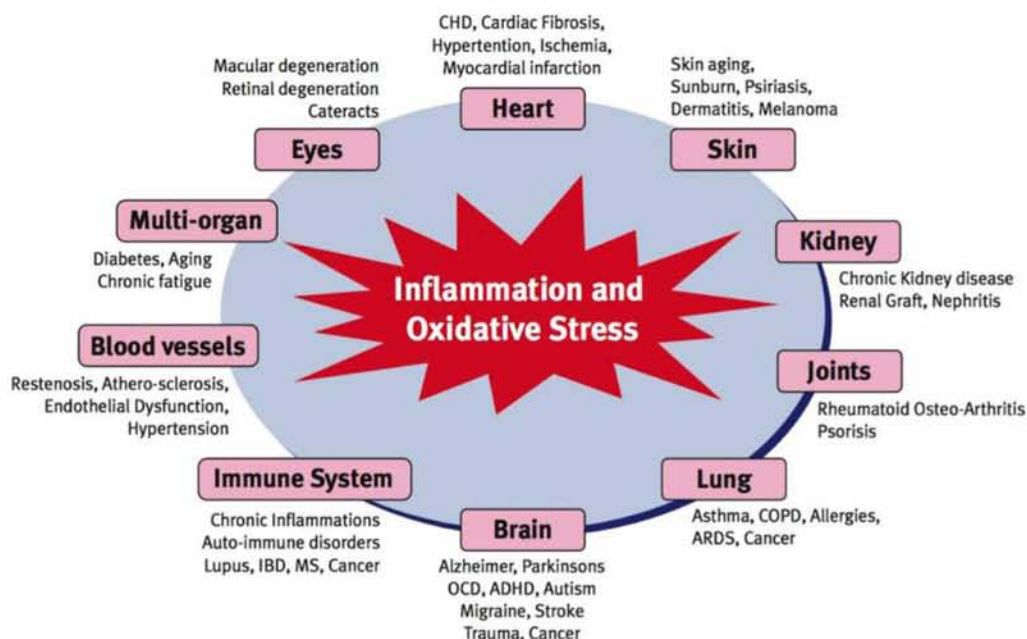 CHD, Cardiac Fibrosis,
Hypertention, Ischemia,
Myocardial infarction
Heart
Macular degeneration
Retinal degeneration
Cateracts
Eyes
Skin aging,
Sunburn, Psiriasis,
Dermatitis, Melanoma
Skin
Multi-organ
Diabetes, Aging
Chronic fatigue
Kidney
Chronic Kidney disease
Renal Graft, Nephritis
Inflammation and
Oxidative Stress
Blood vessels
Restenosis, Athero-sclerosis,
Endothelial Dysfunction,
Hypertension
Joints
Rheumatoid Osteo-Arthritis
Psorisis
Immune System
Chronic Inflammations
Auto-immune disorders
Lupus, IBD, MS, Cancer
Lung
Asthma, COPD, Allergies,
ARDS, Cancer
Brain
Alzheimer, Parkinsons
OCD, ADHD, Autism
Migraine, Stroke
Trauma, Cancer